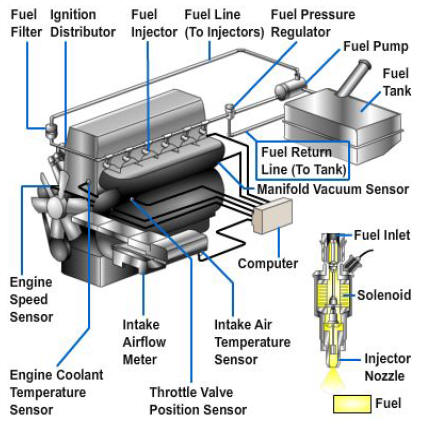 Fuel
Filter
Ignition
Distributor
Fuel
Injector
Fuel Line
(To Injectors)
Fuel Pressure
Regulator
Fuel Pump
Fuel
Tank
Fuel Return
Line (To Tank)
Manifold Vacuum Sensor
Engine
Speed
Sensor
Computer
Fuel Inlet
Solenoid
Injector
Nozzle
Fuel
Intake
Airflow
Meter
Intake Air
Temperature
Sensor
Engine Coolant
Temperature
Sensor
Throttle Valve
Position Sensor